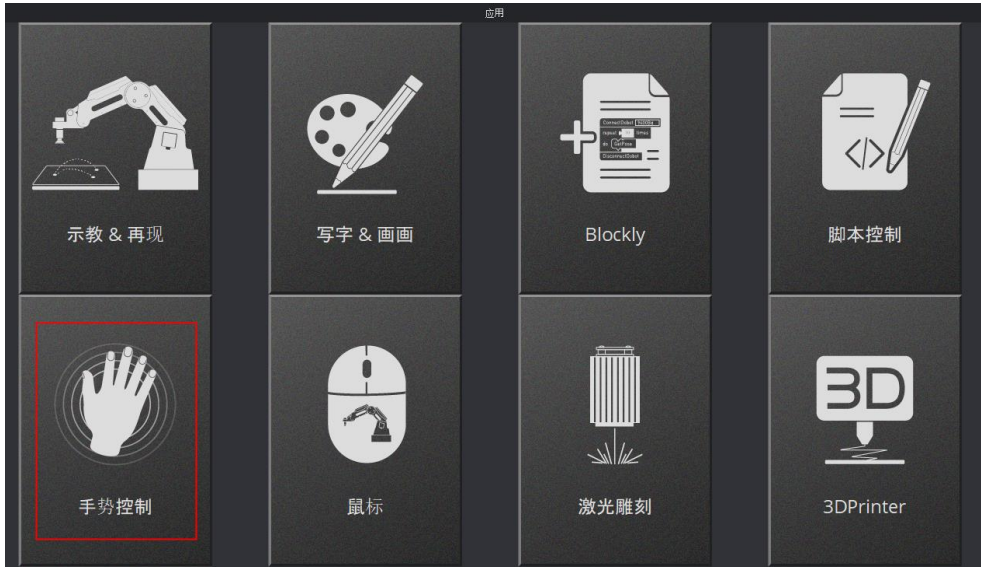 应用
示教 & 再现
写字 & 画画
Blockly
脚本控制
手势控制
鼠标
激光雕刻
3D
3DPrinter